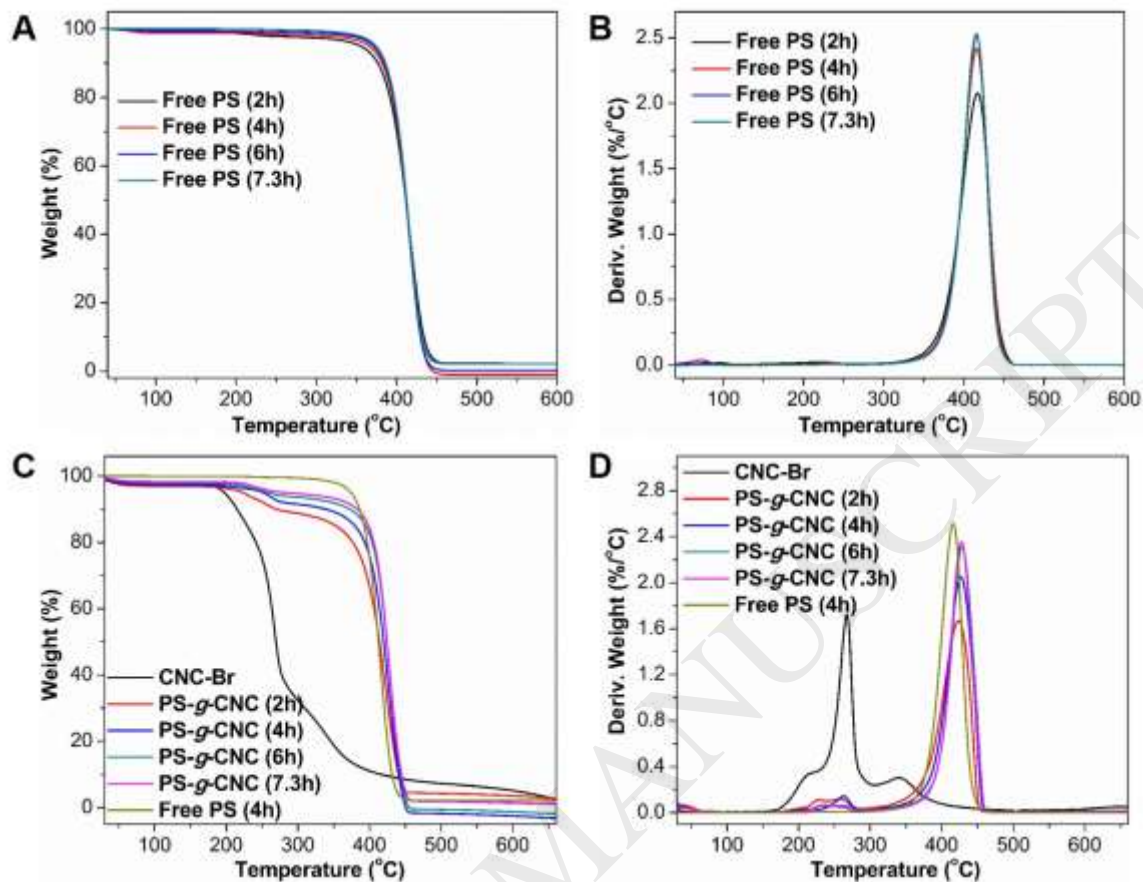 A
100
80
60
40
20
0
Weight (%)
Free PS (2h)
Free PS (4h)
Free PS (6h)
Free PS (7.3h)
100 200 300 400 500 600
Temperature (°C)
B
2.5
2.0
1.5
1.0
0.5
0.0
Deriv. Weight (%/°C)
Free PS (2h)
Free PS (4h)
Free PS (6h)
Free PS (7.3h)
100 200 300 400 500 600
Temperature (°C)
C
100
80
60
40
20
0
Weight (%)
CNC-Br
PS-g-CNC (2h)
PS-g-CNC (4h)
PS-g-CNC (6h)
PS-g-CNC (7.3h)
Free PS (4h)
100 200 300 400 500 600
Temperature (°C)
D
2.8
2.4
2.0
1.6
1.2
0.8
0.4
0.0
Deriv. Weight (%/°C)
CNC-Br
PS-g-CNC (2h)
PS-g-CNC (4h)
PS-g-CNC (6h)
PS-g-CNC (7.3h)
Free PS (4h)
100 200 300 400 500 600
Temperature (°C)
MANUSCRIPT